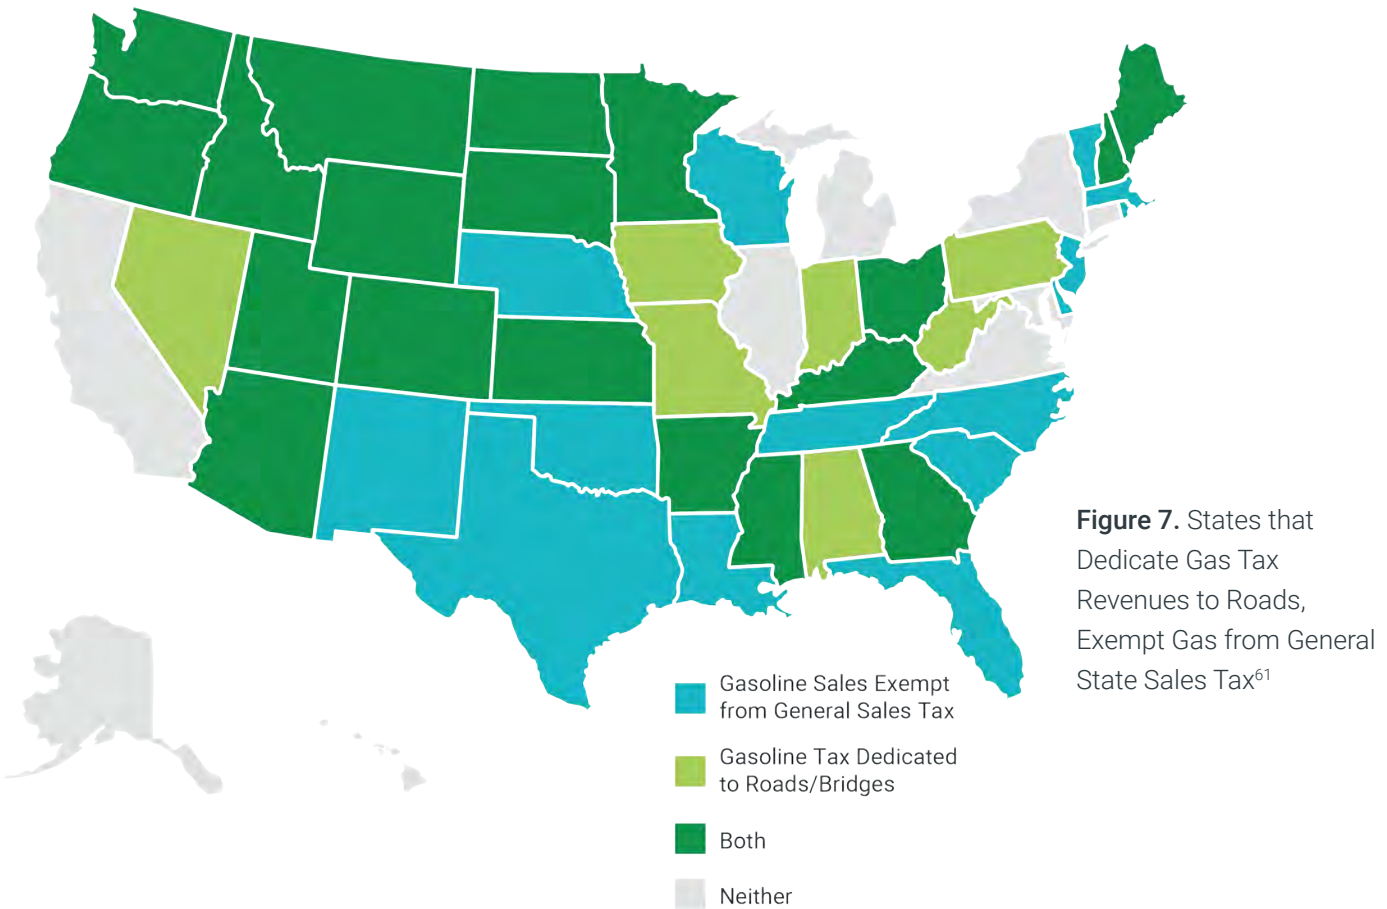 Figure 7. States that
Dedicate Gas Tax
Revenues to Roads,
Exempt Gas from General
State Sales Tax61
Gasoline Sales Exempt
from General Sales Tax
Gasoline Tax Dedicated
to Roads/Bridges
Both
Neither